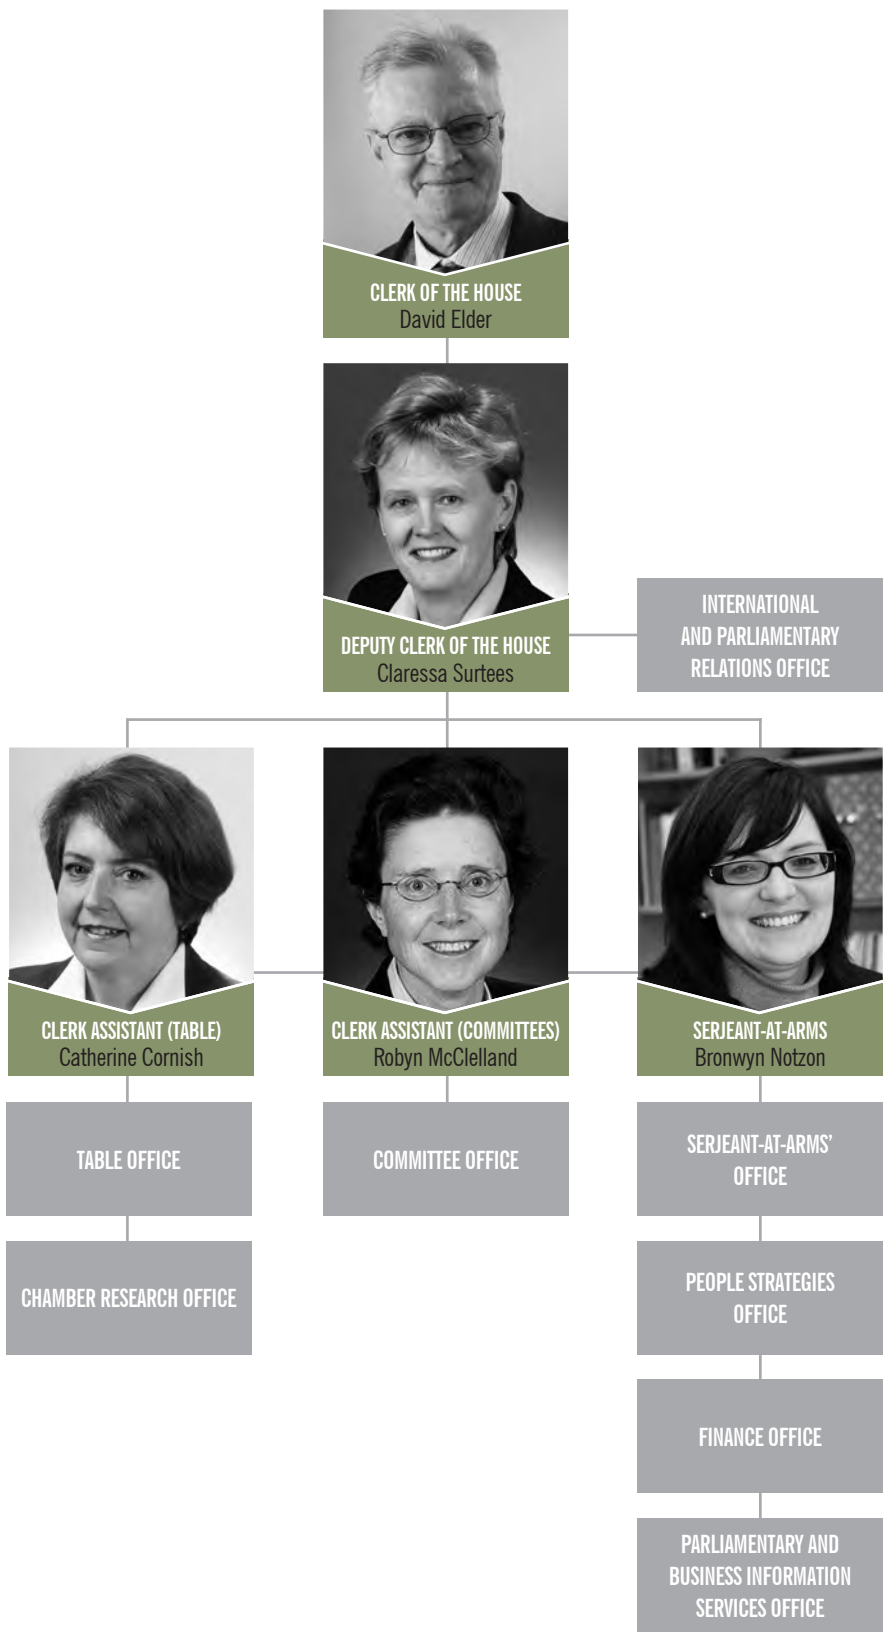 CLERK OF THE HOUSE
David Elder
DEPUTY CLERK OF THE HOUSE
Claressa Surtees
INTERNATIONAL
AND PARLIAMENTARY
RELATIONS OFFICE
CLERK ASSISTANT (TABLE)
Catherine Cornish
CLERK ASSISTANT (COMMITTEES)
Robyn McClelland
SERJEANT-AT-ARMS
Bronwyn Notzon
TABLE OFFICE
COMMITTEE OFFICE
SERJEANT-AT-ARMS’
OFFICE
CHAMBER RESEARCH OFFICE
PEOPLE STRATEGIES
OFFICE
FINANCE OFFICE
PARLIAMENTARY AND
BUSINESS INFORMATION
SERVICES OFFICE